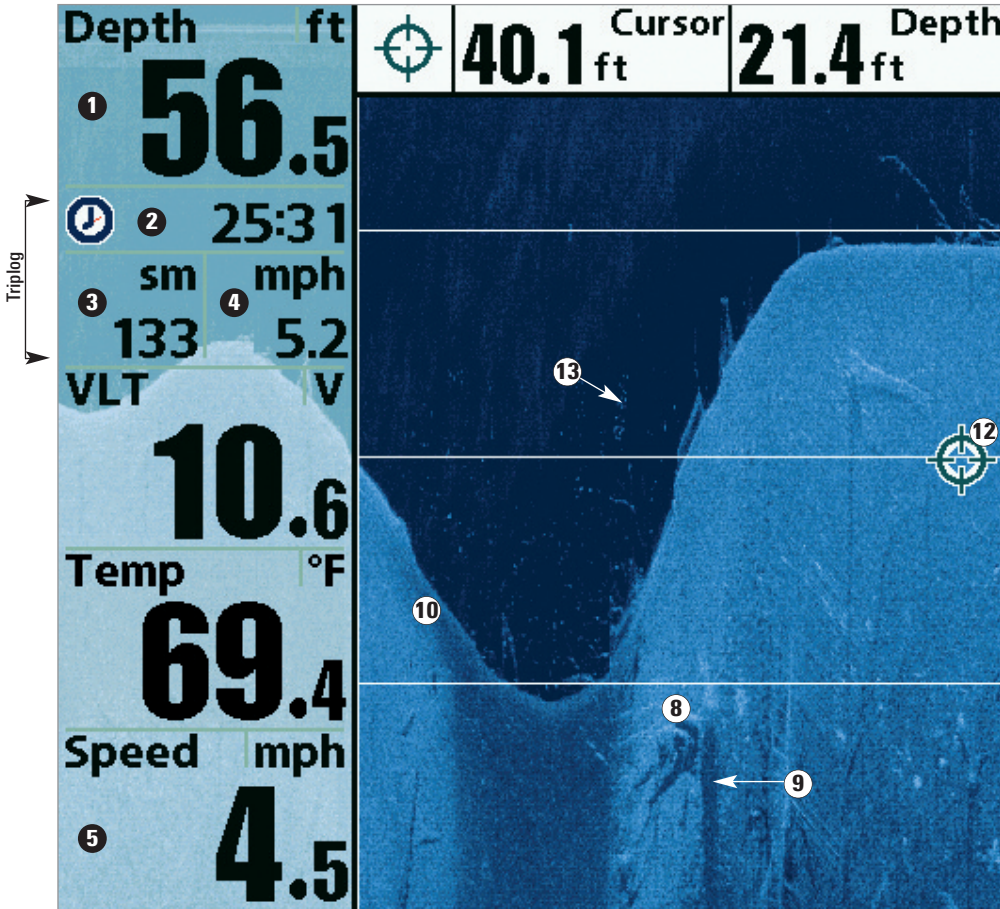 Depth ft
56.5
1
2 25:31
Triplog
sm mph
3 4
133 5.2
VLT V
10.6
Temp °F
69.4
Speed mph
4.5
5
40.1 ft Cursor
21.4 ft Depth
13
12
10
8
9